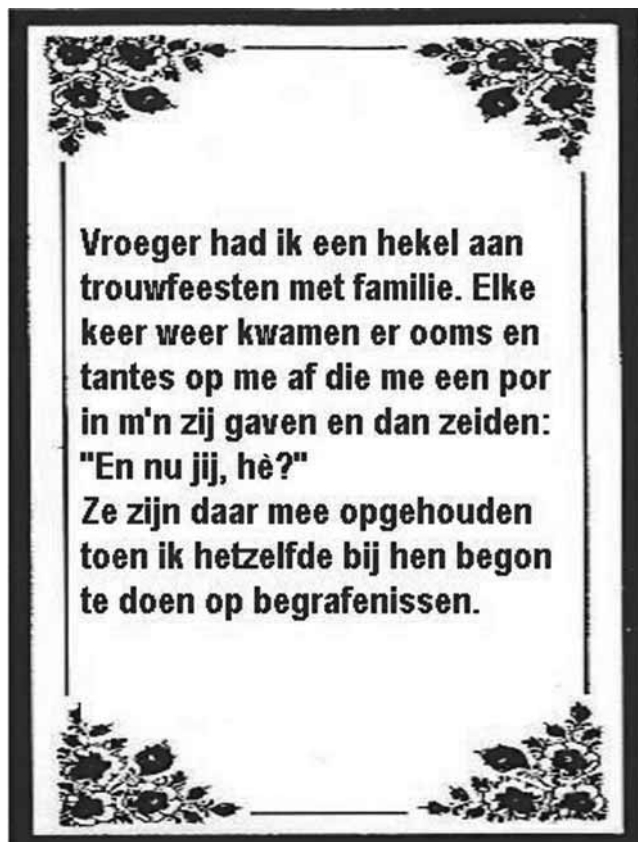 Vroeger had ik een hekel aan
trouwfeesten met familie. Elke
keer weer kwamen er ooms en
tantes op me af die me een por
in m'n zij gaven en dan zeiden:
"En nu jij, hè?"
Ze zijn daar mee opgehouden
toen ik hetzelfde bij hen begon
te doen op begrafenissen.